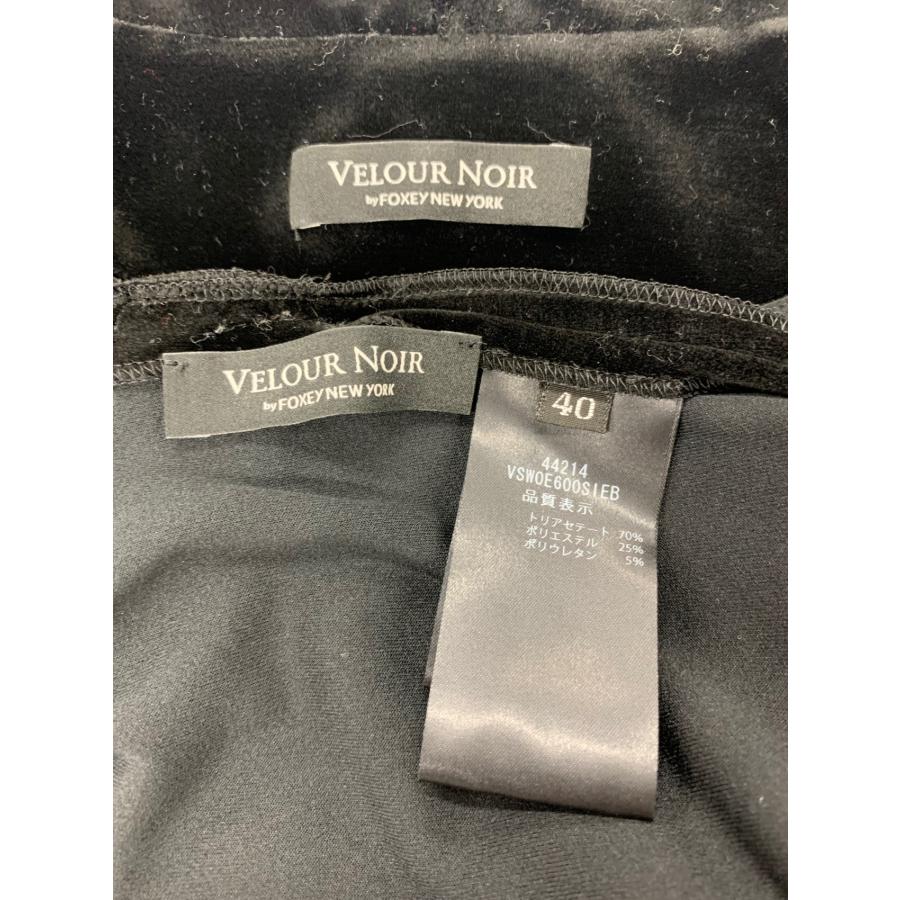 VELOUR NOIR
by FOXEY NEW YORK
VELOUR NOIR
by FOXEY NEW YORK
40
44214
VSWOE600SIEB
品質表示
トリアセテート 70%
ポリエステル 25%
ポリウレタン 5%